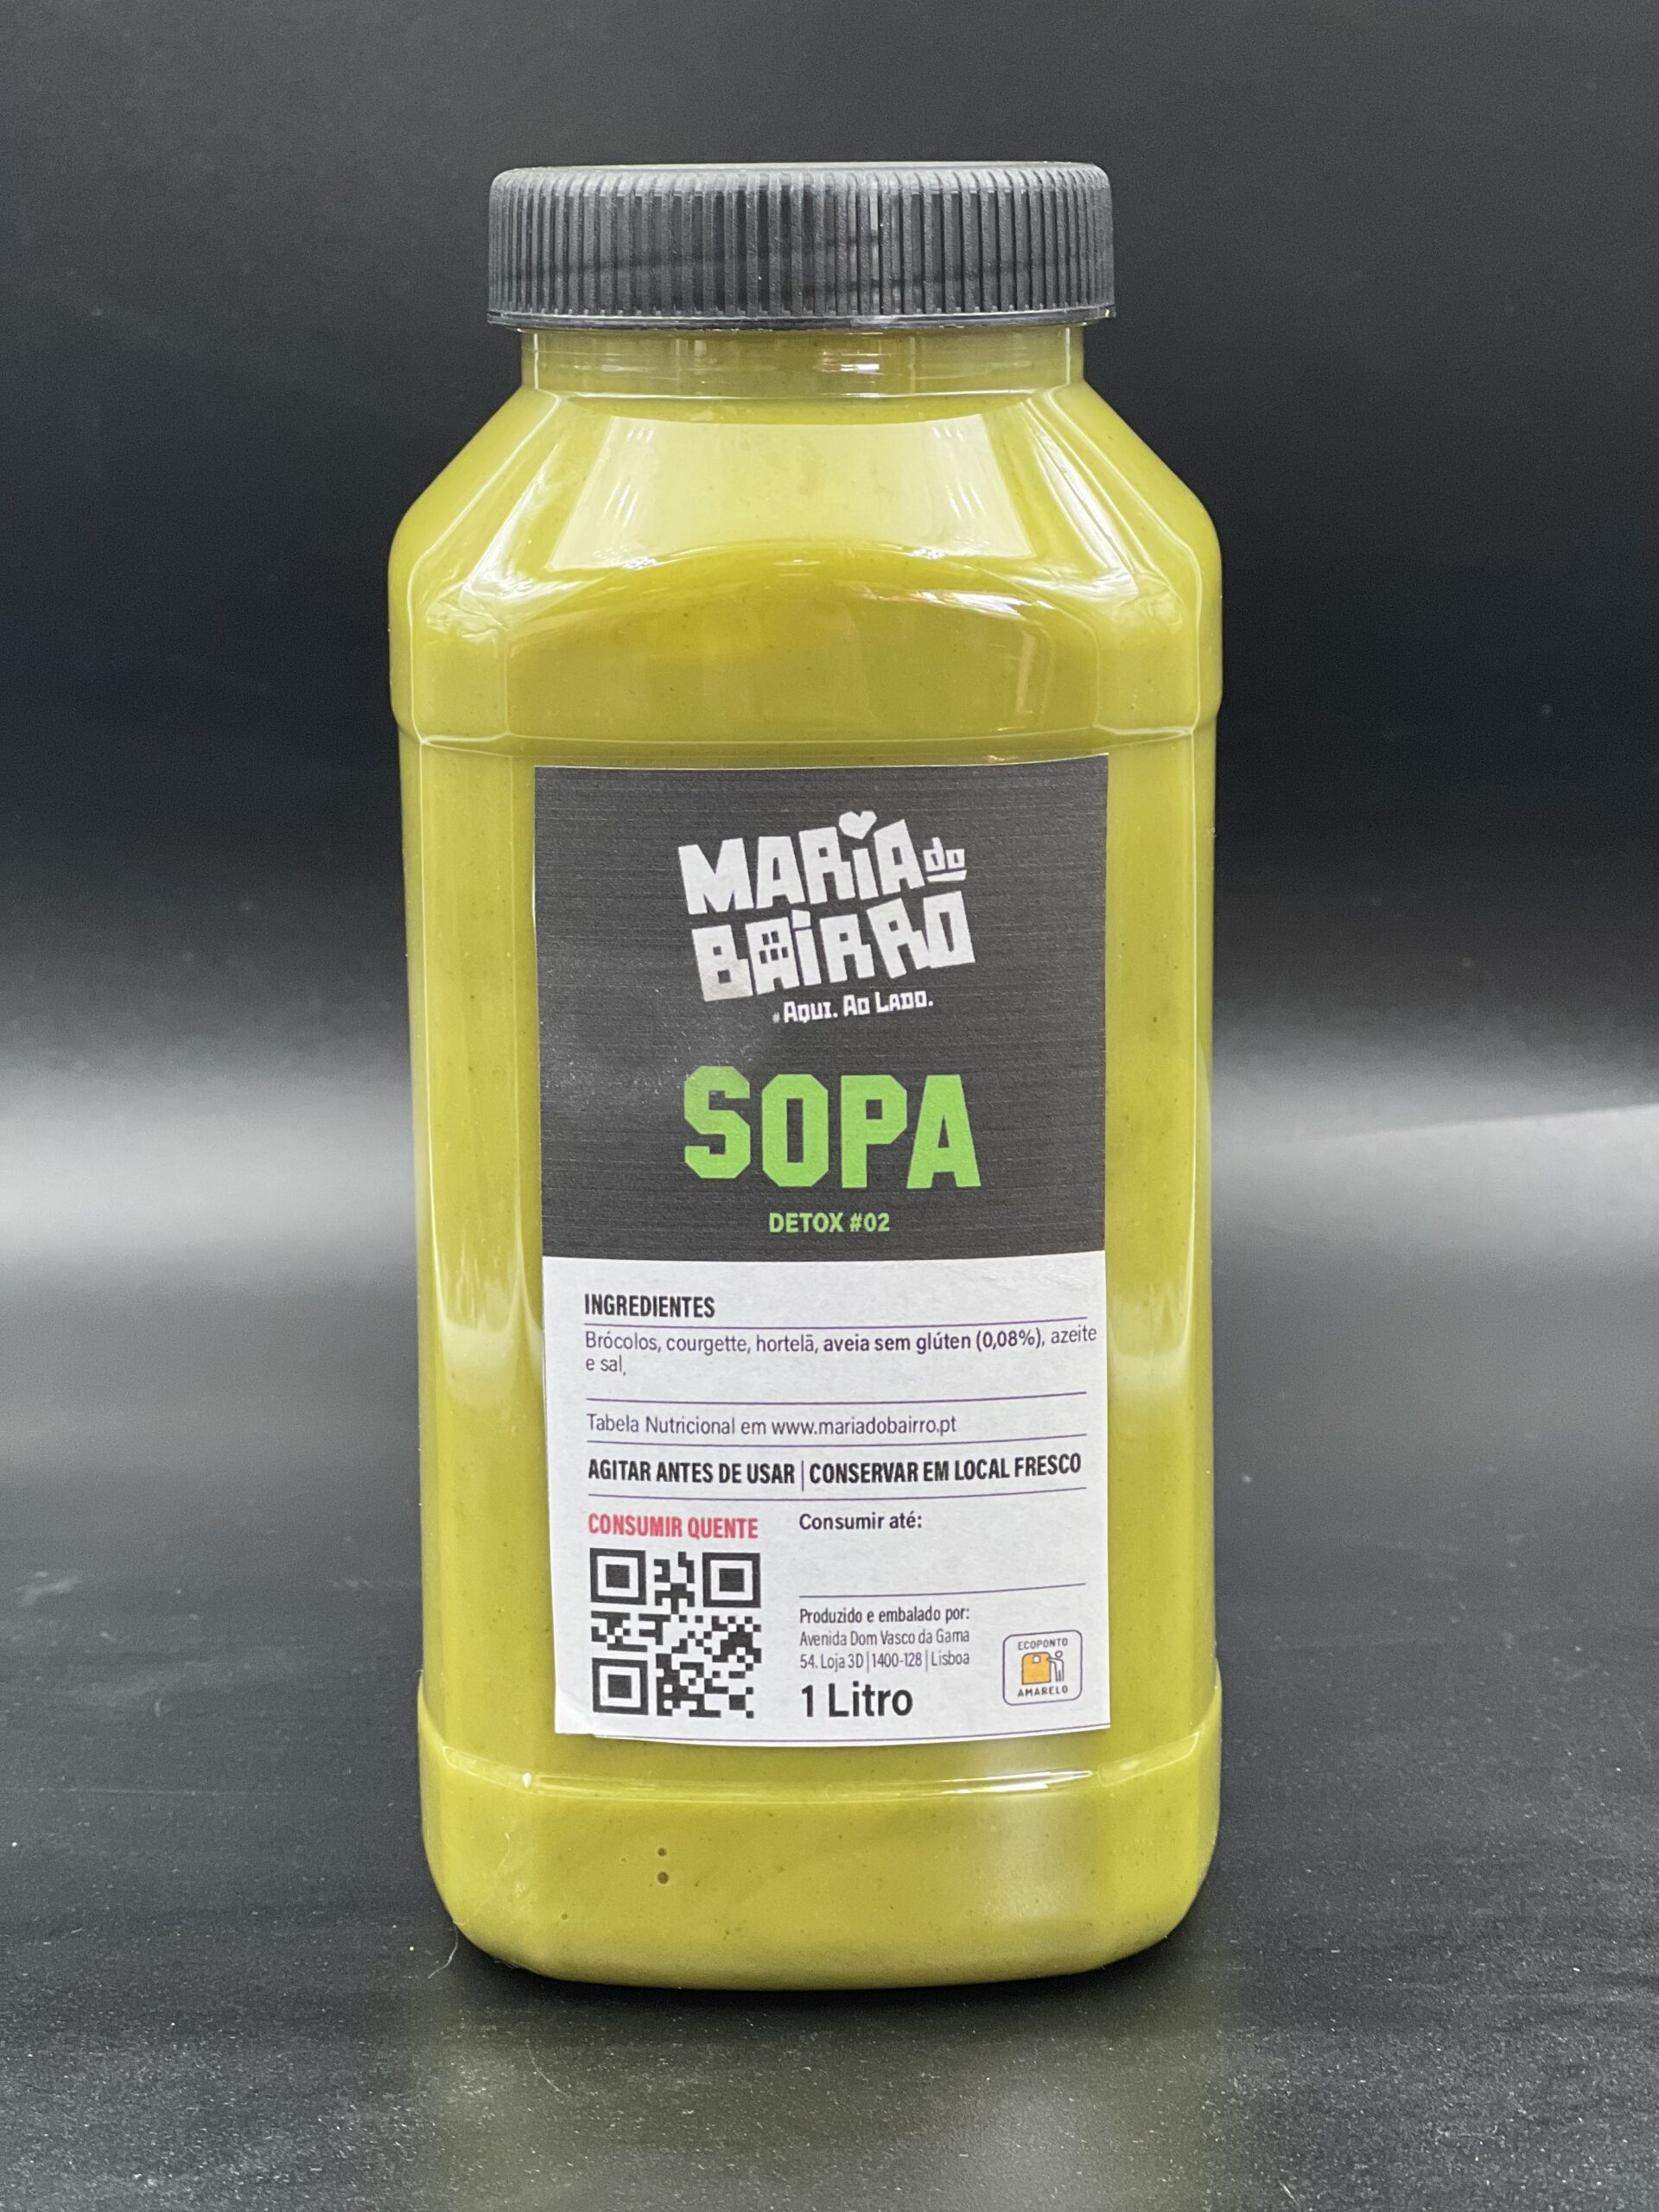 MARIA do
BAIRRO
#AQUI. AO LADO.
SOPA
DETOX #02
INGREDIENTES
Brócolos, courgette, hortelã, aveia sem glúten (0,08%), azeite
e sal,
Tabela Nutricional em www.mariadobairro.pt
AGITAR ANTES DE USAR | CONSERVAR EM LOCAL FRESCO
CONSUMIR QUENTE
Consumir até:
Produzido e embalado por:
Avenida Dom Vasco da Gama
54. Loja 3D | 1400-128 | Lisboa
1 Litro
ECOPONTO
AMARELO